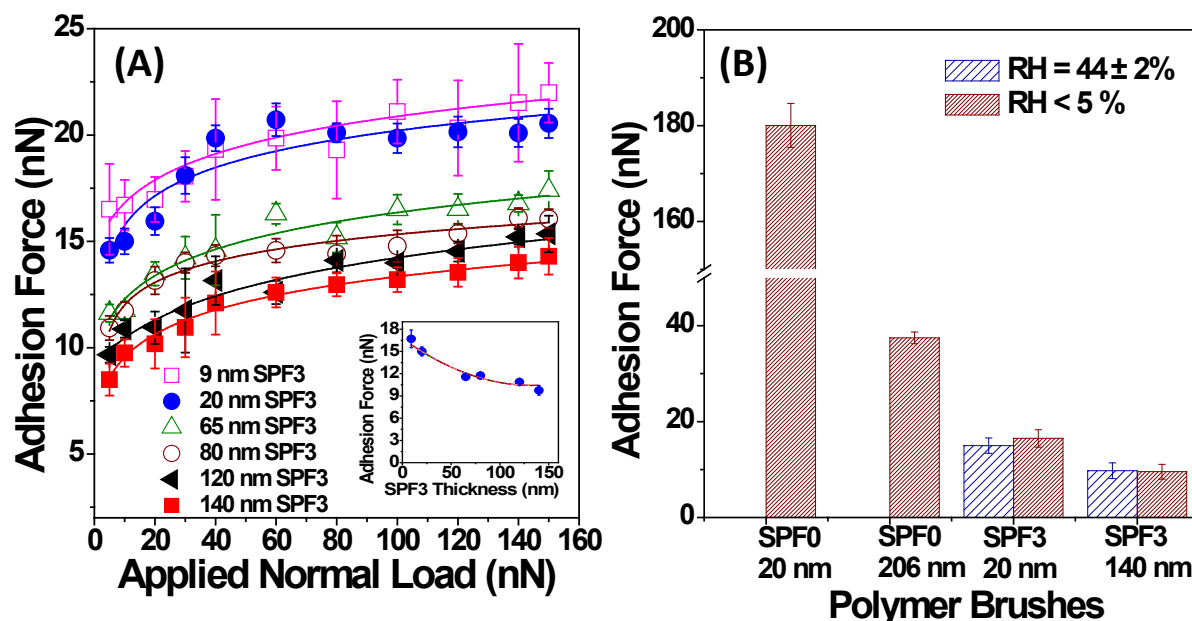 (A)
Adhesion Force (nN)
25
20
15
10
5
0 20 40 60 80 100 120 140 160
Applied Normal Load (nN)
9 nm SPF3
20 nm SPF3
65 nm SPF3
80 nm SPF3
120 nm SPF3
140 nm SPF3
Adhesion Force (nN)
18
15
12
9
6
3
0
0 50 100 150
SPF3 Thickness (nm)
(B)
RH = 44 ± 2%
RH < 5 %
Adhesion Force (nN)
200
180
160
40
20
0
SPF0 SPF0 SPF3 SPF3
20 nm 206 nm 20 nm 140 nm
Polymer Brushes